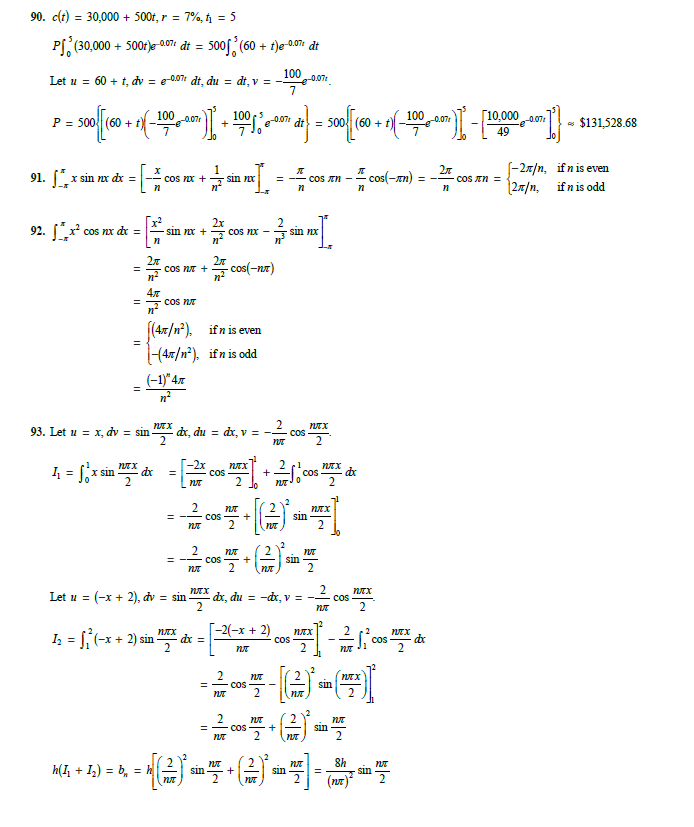 90. c(t) = 30,000 + 500t, r = 7%, t₁ = 5
P∫₀⁵ (30,000 + 500t)e^(-0.07t) dt = 500∫₀⁵ (60 + t)e^(-0.07t) dt
Let u = 60 + t, dv = e^(-0.07t) dt, du = dt, v = -(100/7)e^(-0.07t).
P = 500{[(60 + t)(-(100/7)e^(-0.07t))]₀⁵ + (100/7)∫₀⁵ e^(-0.07t) dt} = 500{[(60 + t)(-(100/7)e^(-0.07t))]₀⁵ - [(10,000/49)e^(-0.07t)]₀⁵} ≈ $131,528.68
91. ∫_(-π)^π x sin nx dx = [-(x/n) cos nx + (1/n²) sin nx]_(-π)^π = -(π/n) cos πn - (π/n) cos(-πn) = -(2π/n) cos πn = { -2π/n, if n is even
2π/n, if n is odd
92. ∫_(-π)^π x² cos nx dx = [(x²/n) sin nx + (2x/n²) cos nx - (2/n³) sin nx]_(-π)^π
= (2π/n²) cos nπ + (2π/n²) cos(-nπ)
= (4π/n²) cos nπ
= { (4π/n²), if n is even
-(4π/n²), if n is odd
= (-1)ⁿ 4π/n²
93. Let u = x, dv = sin (nπx/2) dx, du = dx, v = -(2/nπ) cos (nπx/2).
I₁ = ∫₀¹ x sin (nπx/2) dx = [(-2x/nπ) cos (nπx/2)]₀¹ + (2/nπ)∫₀¹ cos (nπx/2) dx
= -(2/nπ) cos (nπ/2) + [(2/nπ)² sin (nπx/2)]₀¹
= -(2/nπ) cos (nπ/2) + (2/nπ)² sin (nπ/2)
Let u = (-x + 2), dv = sin (nπx/2) dx, du = -dx, v = -(2/nπ) cos (nπx/2).
I₂ = ∫₁² (-x + 2) sin (nπx/2) dx = [(-2(-x + 2)/nπ) cos (nπx/2)]₁² - (2/nπ)∫₁² cos (nπx/2) dx
= (2/nπ) cos (nπ/2) - [(2/nπ)² sin (nπx/2)]₁²
= (2/nπ) cos (nπ/2) + (2/nπ)² sin (nπ/2)
h(I₁ + I₂) = bₙ = h[(2/nπ)² sin (nπ/2) + (2/nπ)² sin (nπ/2)] = (8h/(nπ)²) sin (nπ/2)